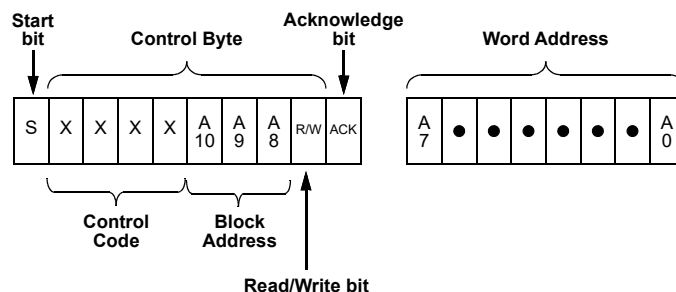 Start
bit
Control Byte
Acknowledge
bit
Word Address
S X X X X A
10 A
9 A
8 R/W ACK
A
7 • • • • • • A
0
Control
Code
Block
Address
Read/Write bit